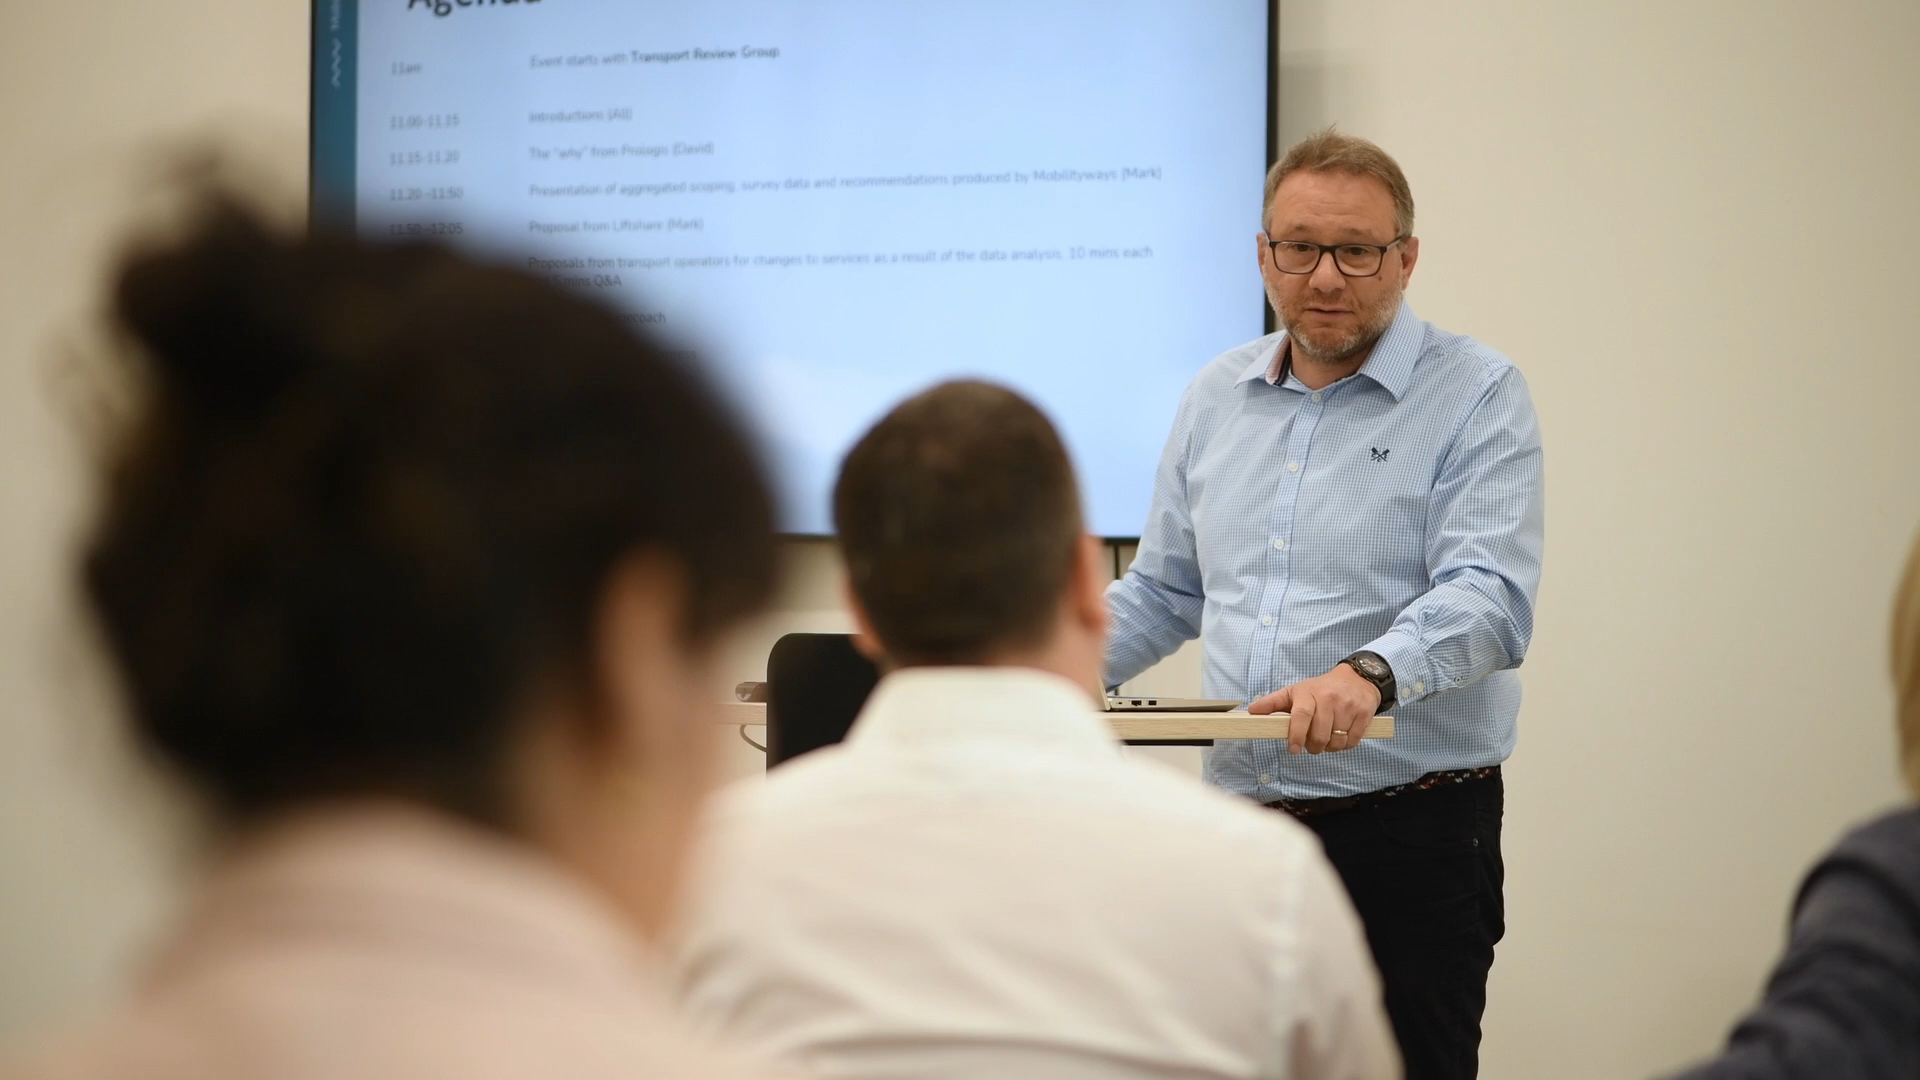 Agenda
11am Event starts with Transport Review Group
11.00-11.15 Introductions (All)
11.15-11.20 The "why" from Prologis (David)
11.20 -11:50 Presentation of aggregated scoping, survey data and recommendations produced by Mobilityways (Mark)
11.50 -12:05 Proposal from Liftshare (Mark)
Proposals from transport operators for changes to services as a result of the data analysis, 10 mins each
5 mins Q&A